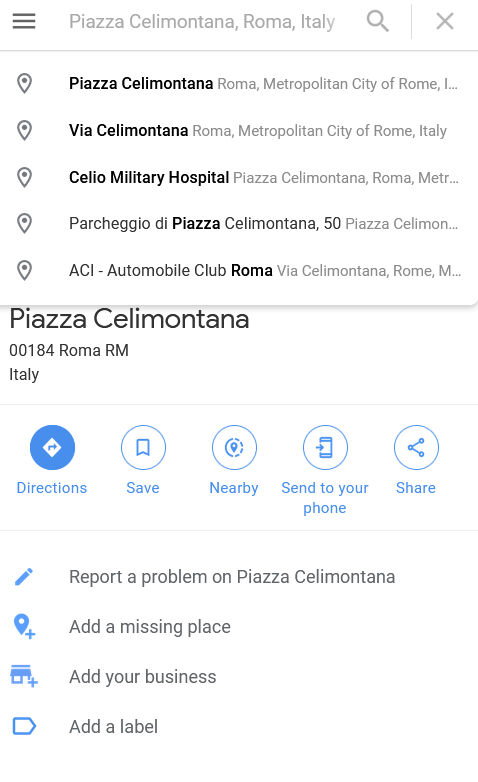 Piazza Celimontana, Roma, Italy
Piazza Celimontana Roma, Metropolitan City of Rome, I...
Via Celimontana Roma, Metropolitan City of Rome, Italy
Celio Military Hospital Piazza Celimontana, Roma, Metr...
Parcheggio di Piazza Celimontana, 50 Piazza Celimon...
ACI - Automobile Club Roma Via Celimontana, Rome, M...
Piazza Celimontana
00184 Roma RM
Italy
Directions Save Nearby Send to your phone Share
Report a problem on Piazza Celimontana
Add a missing place
Add your business
Add a label